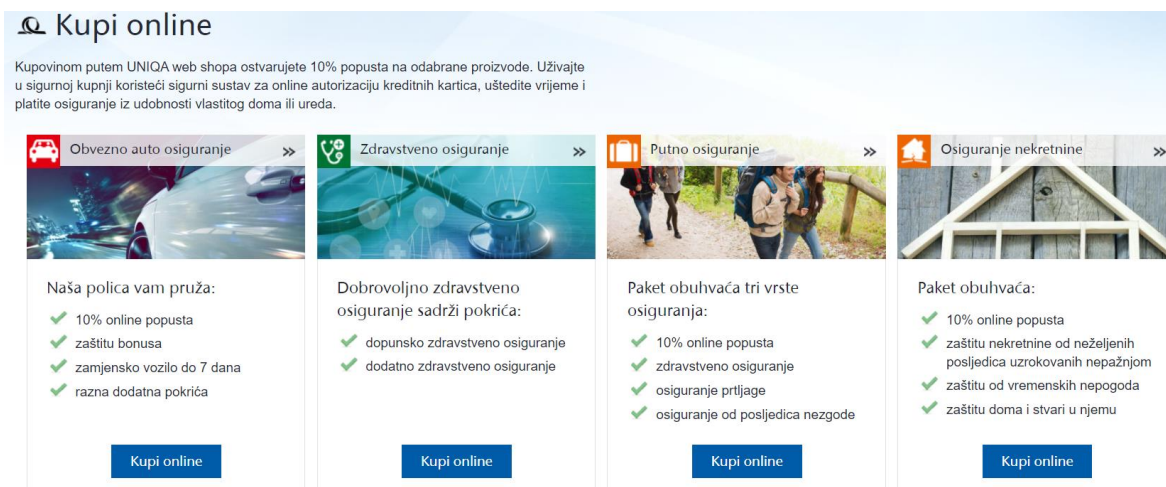 Kupi online
Kupovinom putem UNIQA web shopa ostvarujete 10% popusta na odabrane proizvode. Uživajte
u sigurnoj kupnji koristeći sigurni sustav za online autorizaciju kreditnih kartica, uštedite vrijeme i
platite osiguranje iz udobnosti vlastitog doma ili ureda.
Obvezno auto osiguranje »
Naša polica vam pruža:
10% online popusta
zaštitu bonusa
zamjensko vozilo do 7 dana
razna dodatna pokrića
Kupi online
Zdravstveno osiguranje »
Dobrovoljno zdravstveno
osiguranje sadrži pokrića:
dopunsko zdravstveno osiguranje
dodatno zdravstveno osiguranje
Kupi online
Putno osiguranje »
Paket obuhvaća tri vrste
osiguranja:
10% online popusta
zdravstveno osiguranje
osiguranje prtljage
osiguranje od posljedica nezgode
Kupi online
Osiguranje nekretnine »
Paket obuhvaća:
10% online popusta
zaštitu nekretnine od neželjenih
posljedica uzrokovanih nepažnjom
zaštitu od vremenskih nepogoda
zaštitu doma i stvari u njemu
Kupi online